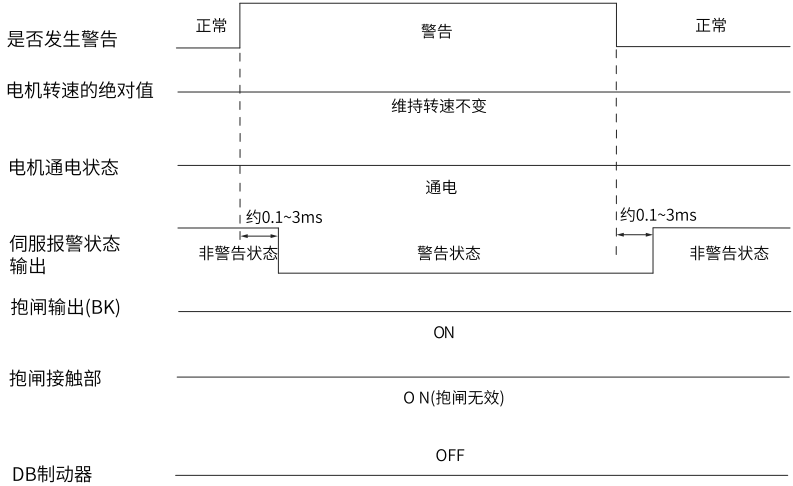 正常
正常
是否发生警告
警告
电机转速的绝对值
维持转速不变
电机通电状态
通电
约0.1~3ms
约0.1~3ms
伺服报警状态
输出
非警告状态
警告状态
非警告状态
抱闸输出(BK)
ON
抱闸接触部
O N(抱闸无效)
OFF
DB制动器